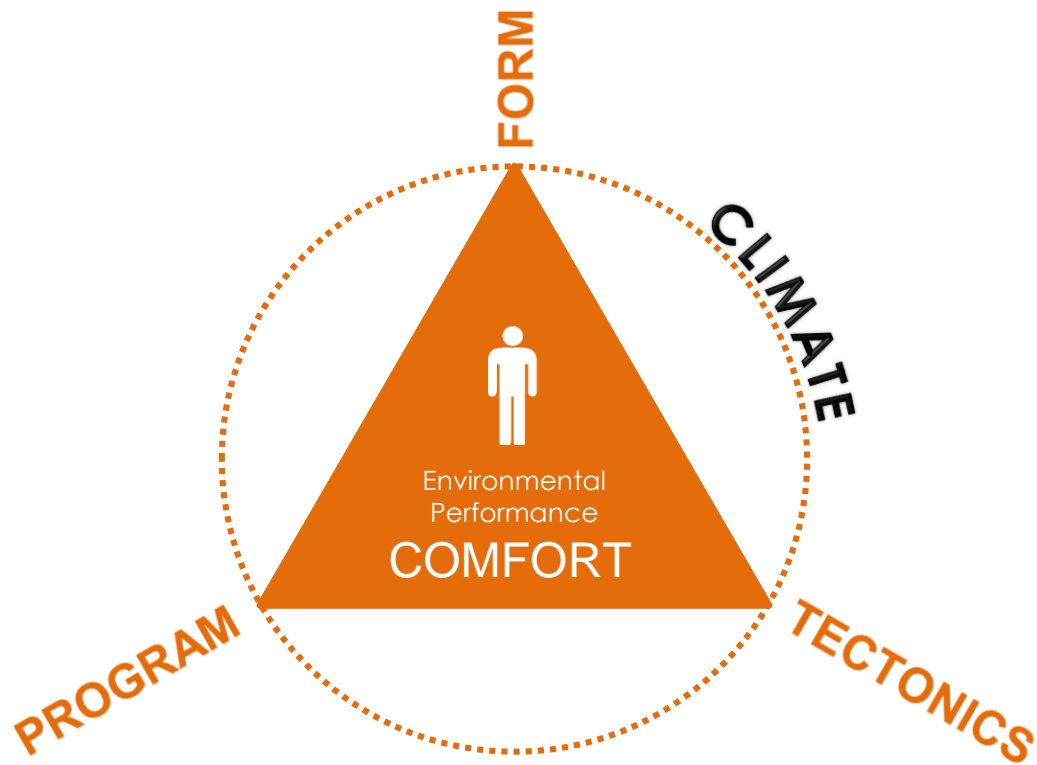 FORM
CLIMATE
Environmental
Performance
COMFORT
PROGRAM
TECTONICS